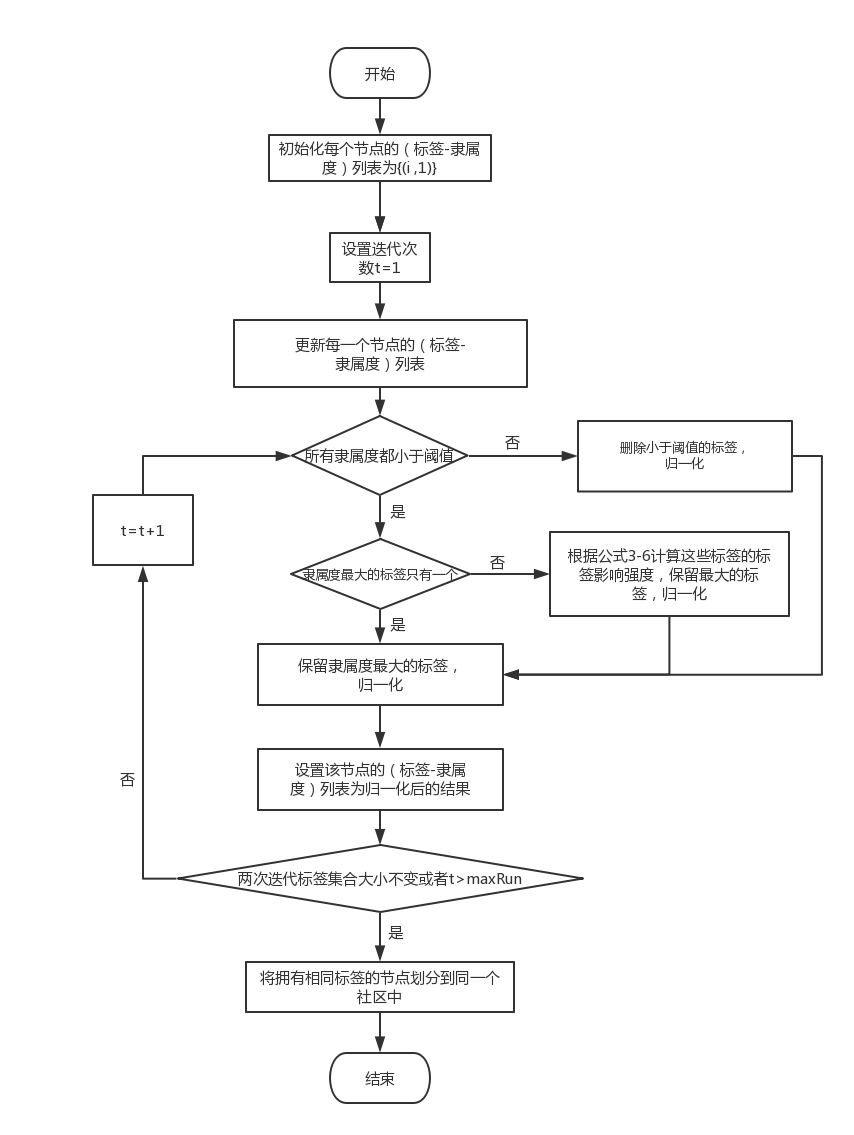 开始
初始化每个节点的（标签-隶属
度）列表为{(i ,1)}
设置迭代次
数t=1
更新每一个节点的（标签-
隶属度）列表
所有隶属度都小于阈值
否
删除小于阈值的标签，
归一化
是
t=t+1
隶属度最大的标签只有一个
否
根据公式3-6计算这些标签的标
签影响强度，保留最大的标
签，归一化
是
保留隶属度最大的标签，
归一化
设置该节点的（标签-隶属
度）列表为归一化后的结果
否
两次迭代标签集合大小不变或者t>maxRun
是
将拥有相同标签的节点划分到同一个
社区中
结束